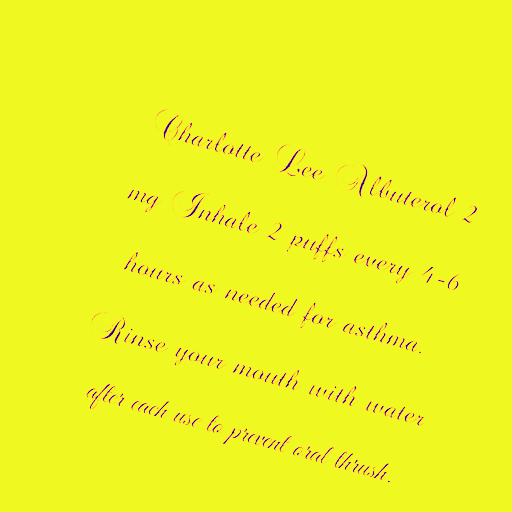 Charlotte Lee Albuterol 2
mg Inhale 2 puffs every 4-6
hours as needed for asthma.
Rinse your mouth with water
after each use to prevent oral thrush.